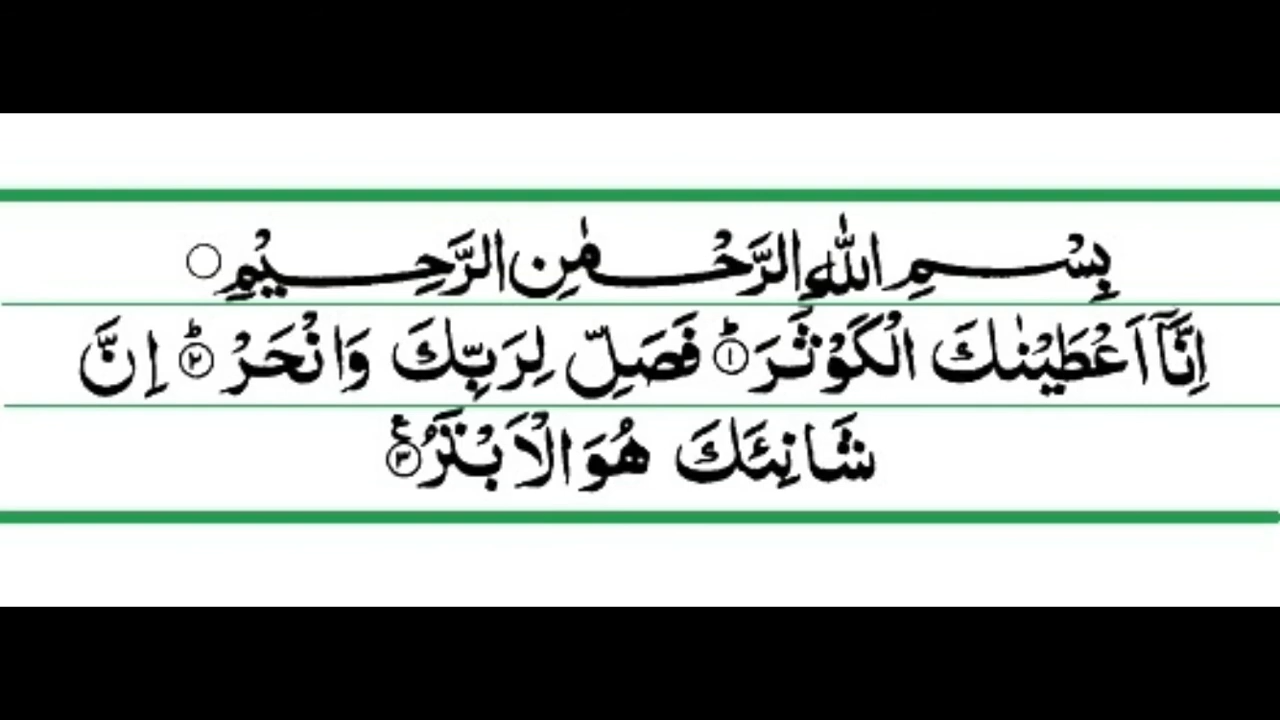 بِسْمِ اللّٰهِ الرَّحْمٰنِ الرَّحِيْمِ ۝
اِنَّاۤ اَعْطَيْنٰكَ الْكَوْثَرَ ؕ﴿۱﴾ فَصَلِّ لِرَبِّكَ وَانْحَرْ ؕ﴿۲﴾ اِنَّ
شَانِئَكَ هُوَ الْاَبْتَرُ ﴿۳﴾ع